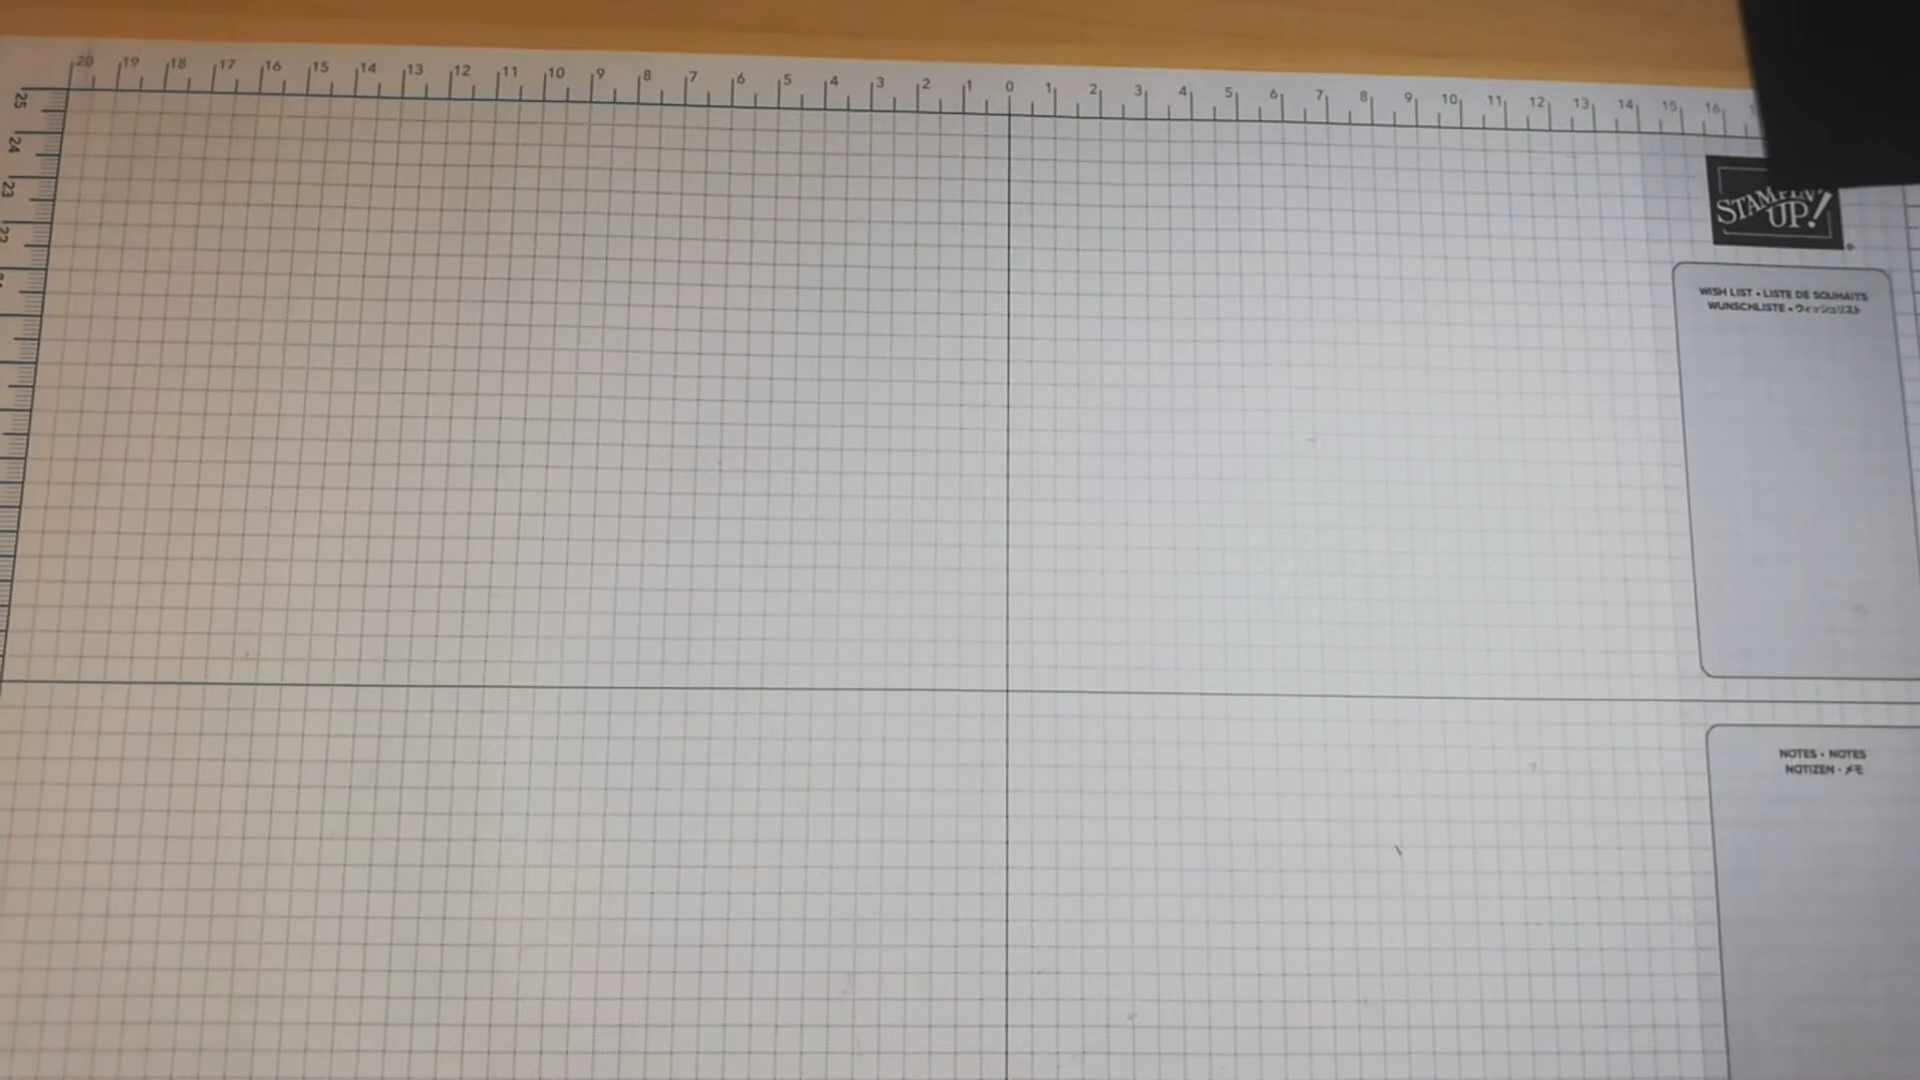 20 19 18 17 16 15 14 13 12 11 10 9 8 7 6 5 4 3 2 1 0 1 2 3 4 5 6 7 8 9 10 11 12 13 14 15 16
25
24
23
22
STAMPIN'
UP!
WISH LIST • LISTE DE SOUHAITS
WUNSCHLISTE • ウィッシュリスト
NOTES • NOTES
NOTIZEN • メモ